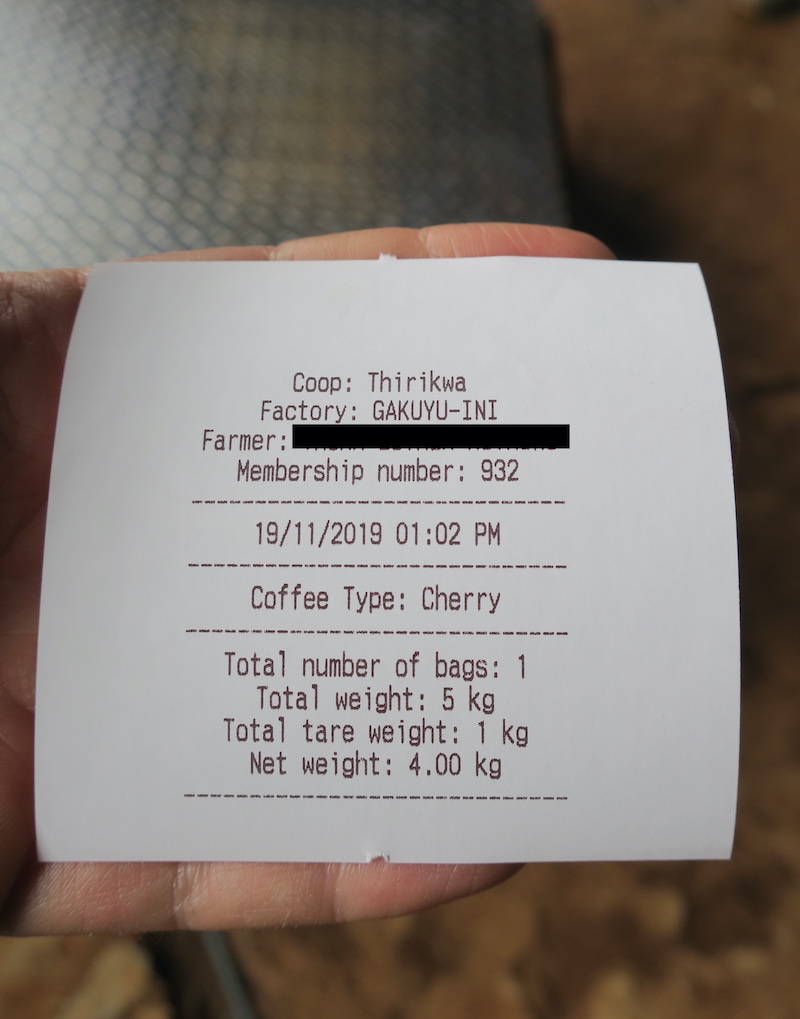 Coop: Thirikwa
Factory: GAKUYU-INI
Farmer:
Membership number: 932
19/11/2019 01:02 PM
Coffee Type: Cherry
Total number of bags: 1
Total weight: 5 kg
Total tare weight: 1 kg
Net weight: 4.00 kg